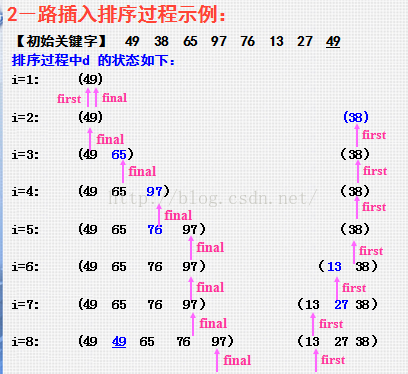 2－路插入排序过程示例：
【初始关键字】 49 38 65 97 76 13 27 49
排序过程中d 的状态如下：
i=1: (49)
first final
i=2: (49) (38)
final first
i=3: (49 65) (38)
final first
i=4: (49 65 97) (38)
http://blog.csdn.net/
final first
i=5: (49 65 76 97) (38)
final first
i=6: (49 65 76 97) (13 38)
final first
i=7: (49 65 76 97) (13 27 38)
final first
i=8: (49 49 65 76 97) (13 27 38)
final first